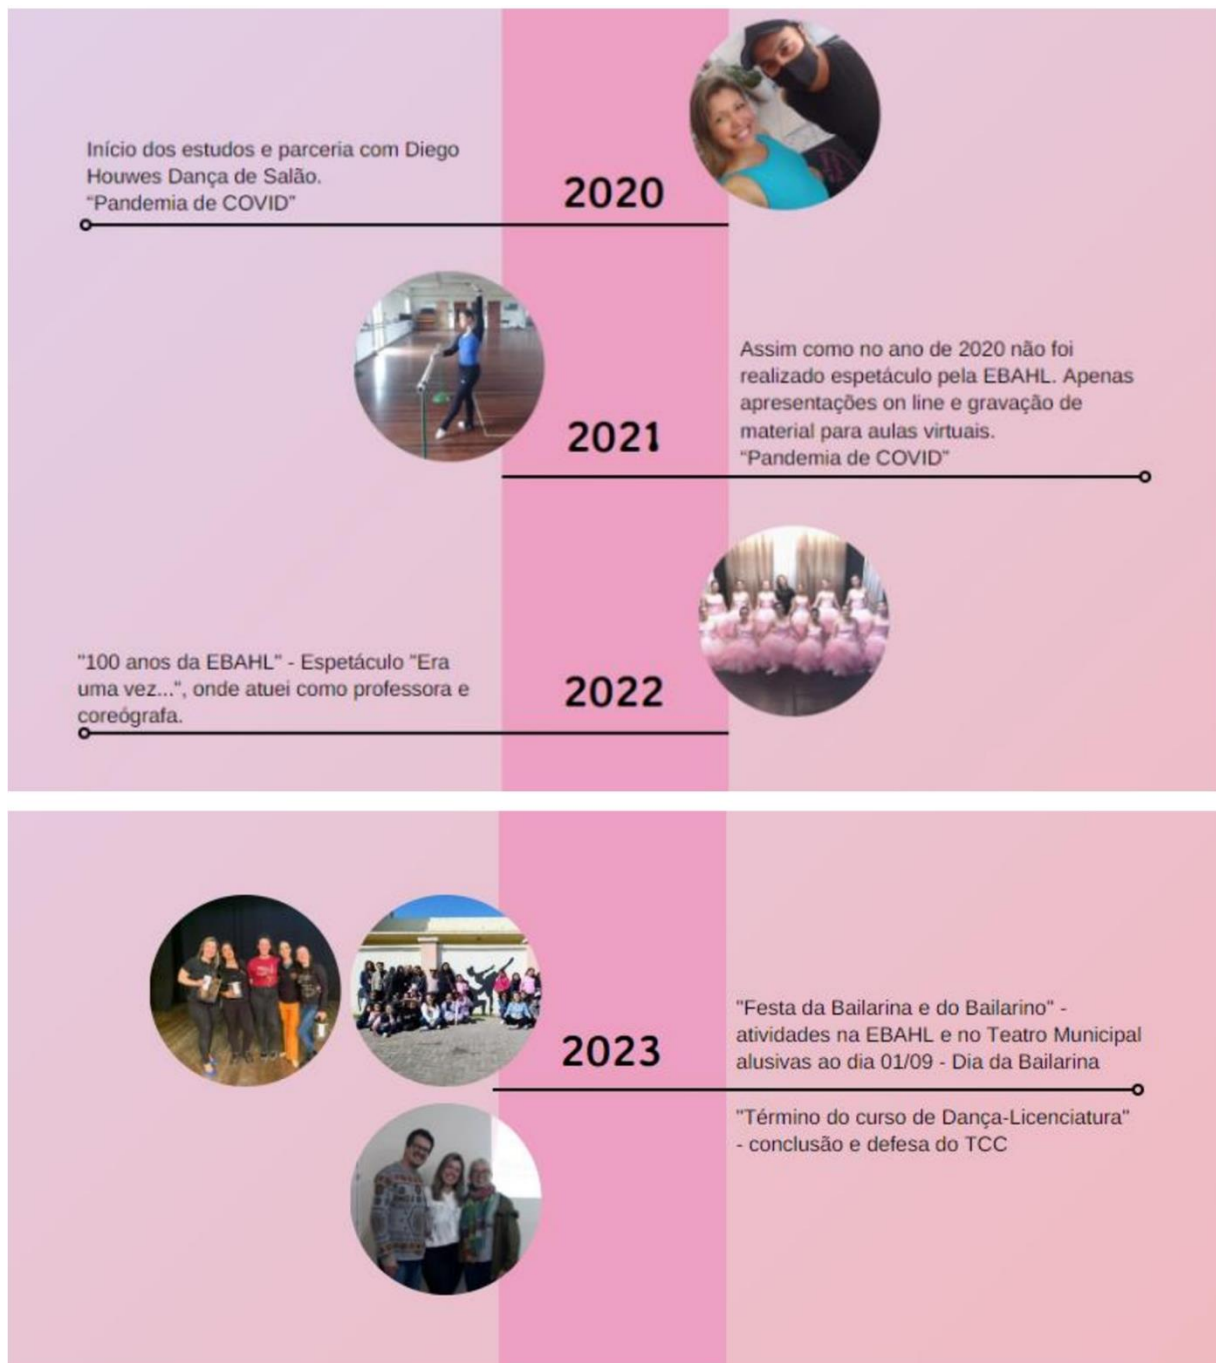 Início dos estudos e parceria com Diego
Houwes Dança de Salão.
“Pandemia de COVID”
2020
Assim como no ano de 2020 não foi
realizado espetáculo pela EBAHL. Apenas
apresentações on line e gravação de
material para aulas virtuais.
“Pandemia de COVID”
2021
"100 anos da EBAHL" - Espetáculo "Era
uma vez...", onde atuei como professora e
coreógrafa.
2022
2023
"Festa da Bailarina e do Bailarino" -
atividades na EBAHL e no Teatro Municipal
alusivas ao dia 01/09 - Dia da Bailarina
"Término do curso de Dança-Licenciatura"
- conclusão e defesa do TCC